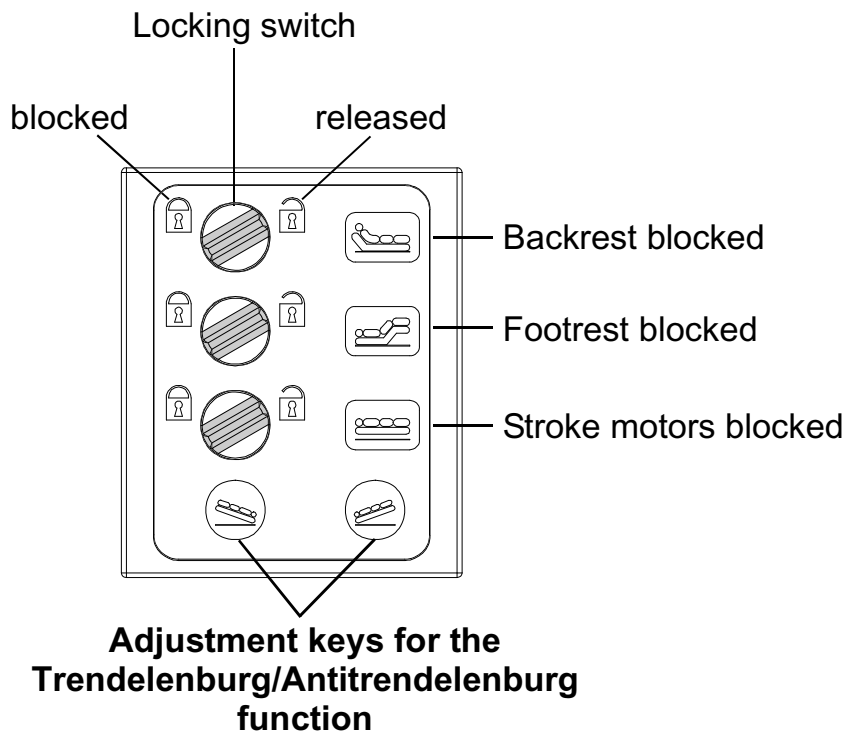 Locking switch
blocked
released
Backrest blocked
Footrest blocked
Stroke motors blocked
Adjustment keys for the
Trendelenburg/Antitrendelenburg
function